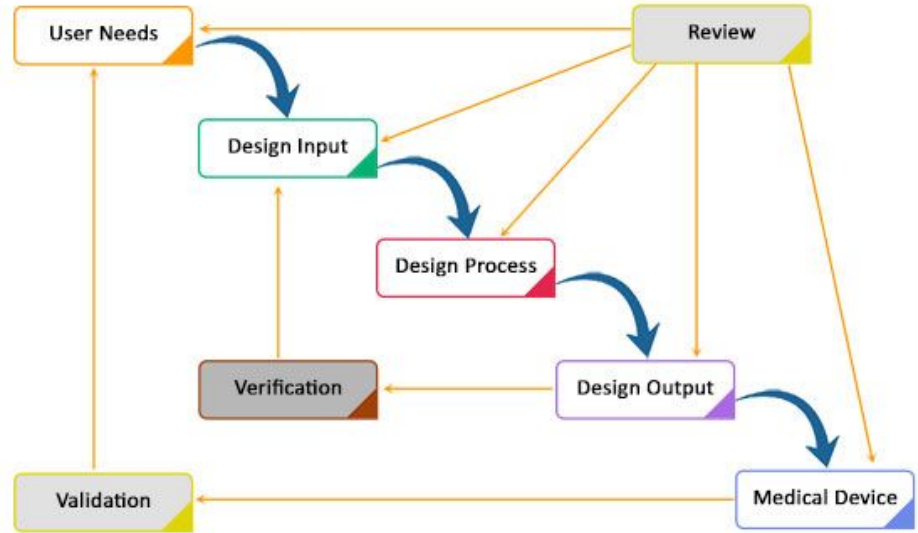 User Needs
Review
Design Input
Design Process
Verification
Design Output
Validation
Medical Device